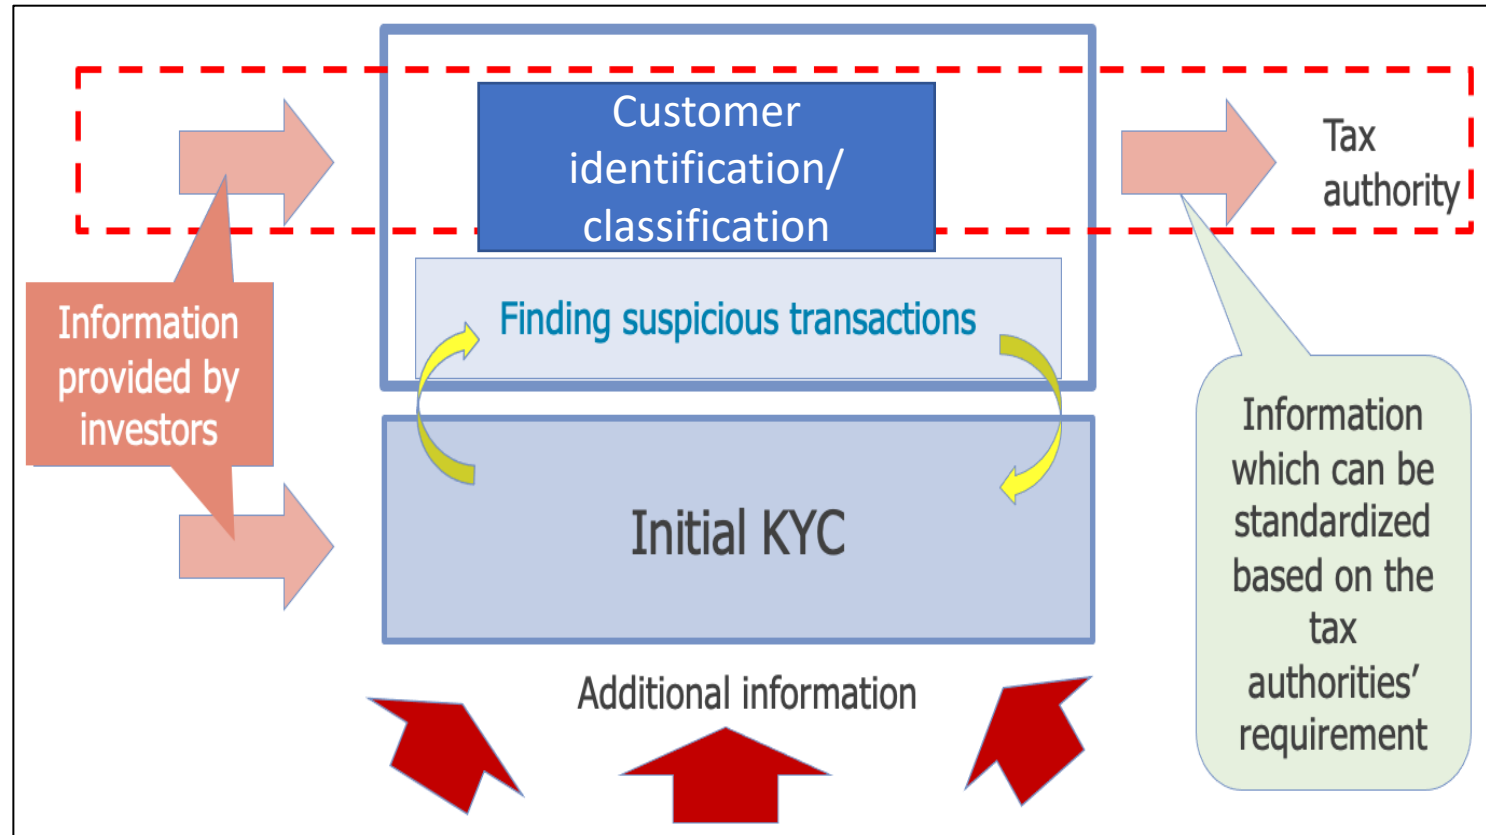 Customer
identification/
classification
Tax
authority
Information
provided by
investors
Finding suspicious transactions
Initial KYC
Information
which can be
standardized
based on the
tax
authorities’
requirement
Additional information